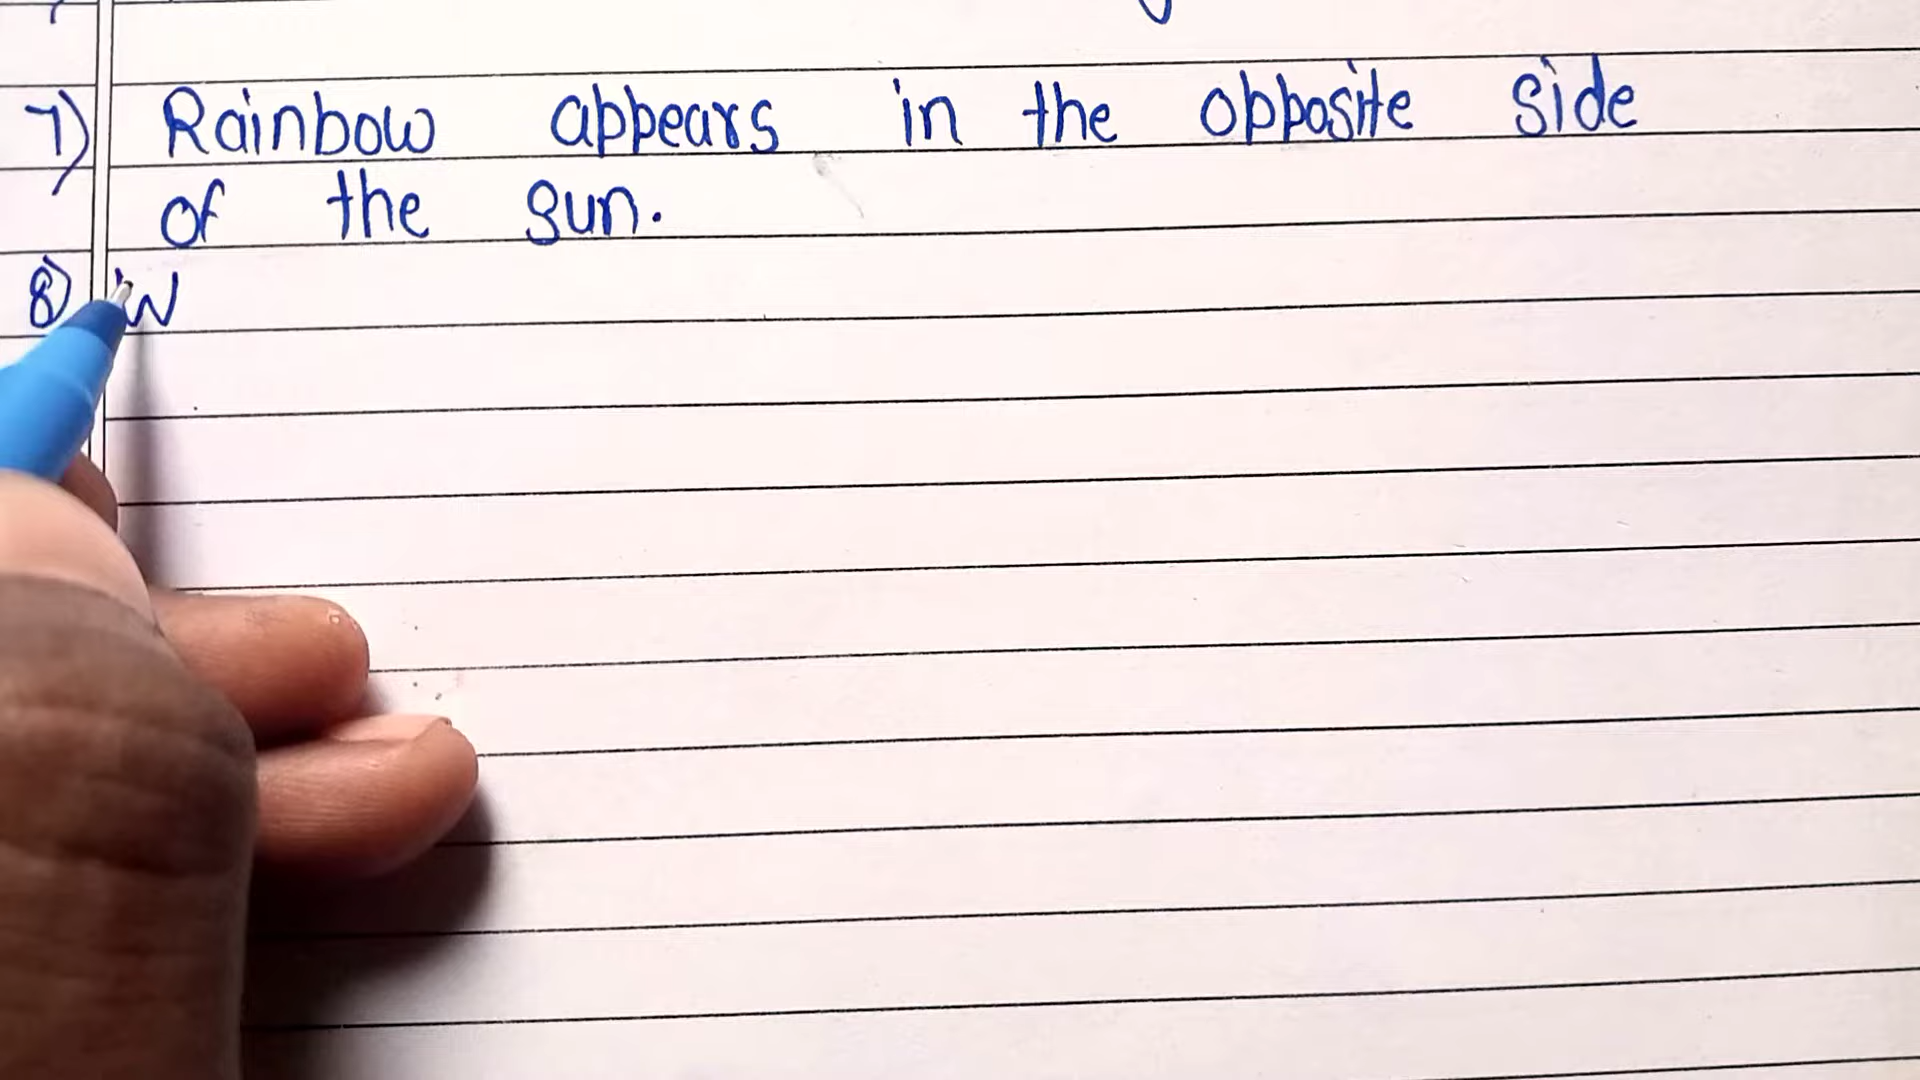 7) Rainbow appears in the opposite side
of the sun.
8) W